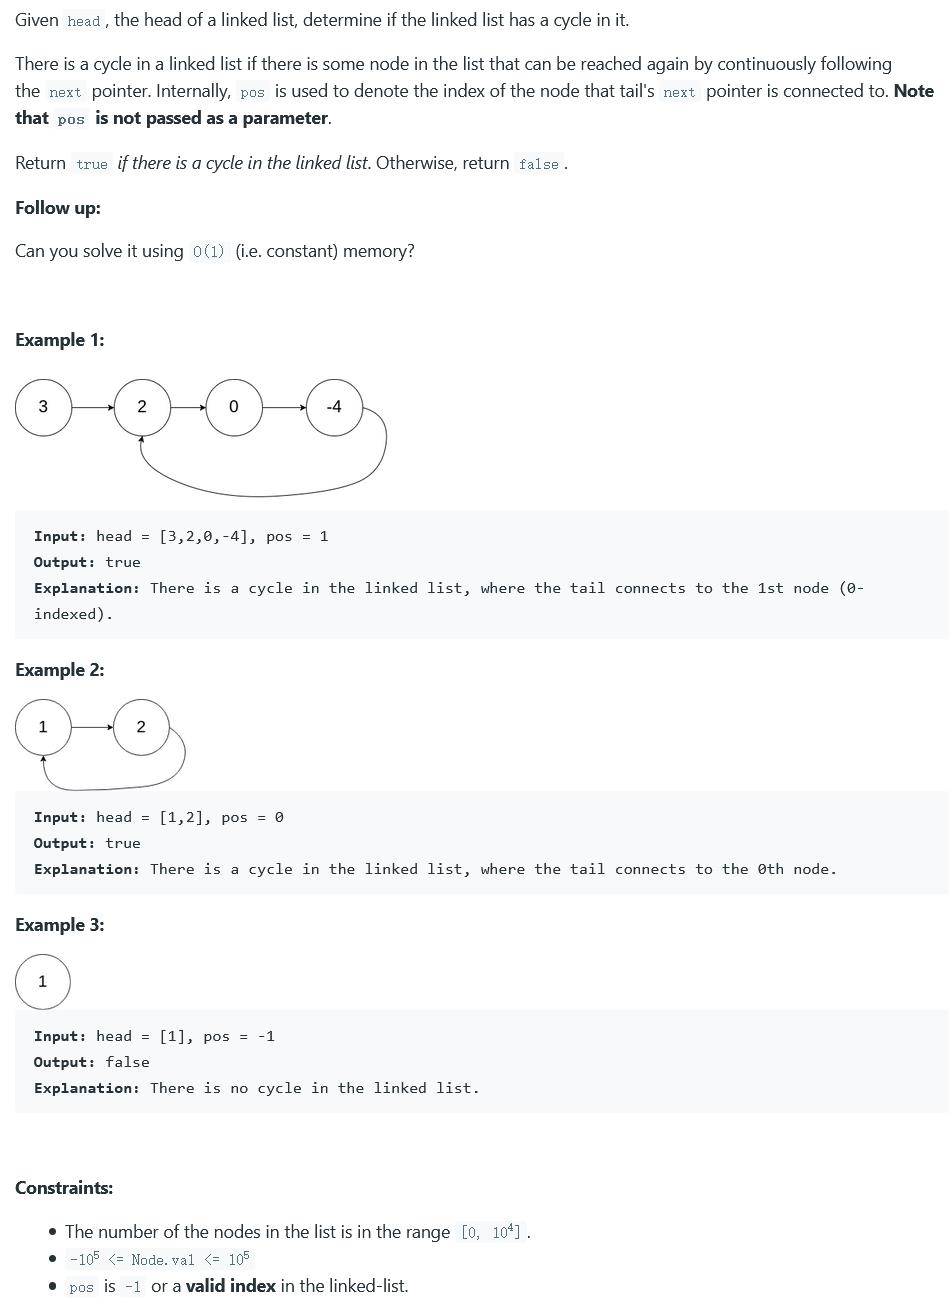 Given head , the head of a linked list, determine if the linked list has a cycle in it.
There is a cycle in a linked list if there is some node in the list that can be reached again by continuously following
the next pointer. Internally, pos is used to denote the index of the node that tail's next pointer is connected to. Note
that pos is not passed as a parameter.
Return true if there is a cycle in the linked list. Otherwise, return false .
Follow up:
Can you solve it using O(1) (i.e. constant) memory?
Example 1:
3 2 0 -4
Input: head = [3,2,0,-4], pos = 1
Output: true
Explanation: There is a cycle in the linked list, where the tail connects to the 1st node (0-
indexed).
Example 2:
1 2
Input: head = [1,2], pos = 0
Output: true
Explanation: There is a cycle in the linked list, where the tail connects to the 0th node.
Example 3:
1
Input: head = [1], pos = -1
Output: false
Explanation: There is no cycle in the linked list.
Constraints:
• The number of the nodes in the list is in the range [0, 10⁴] .
• -10⁵ <= Node.val <= 10⁵
• pos is -1 or a valid index in the linked-list.